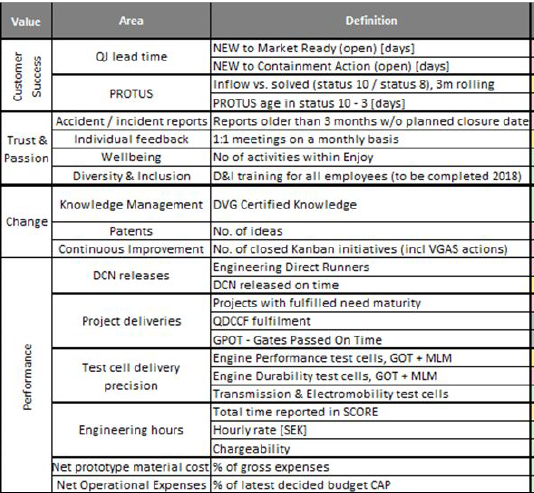 Value Area Definition
Customer Success
QJ lead time
NEW to Market Ready (open) [days]
NEW to Containment Action (open) [days]
PROTUS
Inflow vs. solved (status 10 / status 8), 3m rolling
PROTUS age in status 10 - 3 [days]
Trust & Passion
Accident / incident reports Reports older than 3 months w/o planned closure date
Individual feedback 1:1 meetings on a monthly basis
Wellbeing No of activities within Enjoy
Diversity & Inclusion D&I training for all employees (to be completed 2018)
Change
Knowledge Management DVG Certified Knowledge
Patents No. of ideas
Continuous Improvement No. of closed Kanban initiatives (incl VGAS actions)
Performance
DCN releases
Engineering Direct Runners
DCN released on time
Project deliveries
Projects with fulfilled need maturity
QDCCF fulfilment
GPOT - Gates Passed On Time
Test cell delivery precision
Engine Performance test cells, GOT + MLM
Engine Durability test cells, GOT + MLM
Transmission & Electromobility test cells
Engineering hours
Total time reported in SCORE
Hourly rate [SEK]
Chargeability
Net prototype material cost % of gross expenses
Net Operational Expenses % of latest decided budget CAP